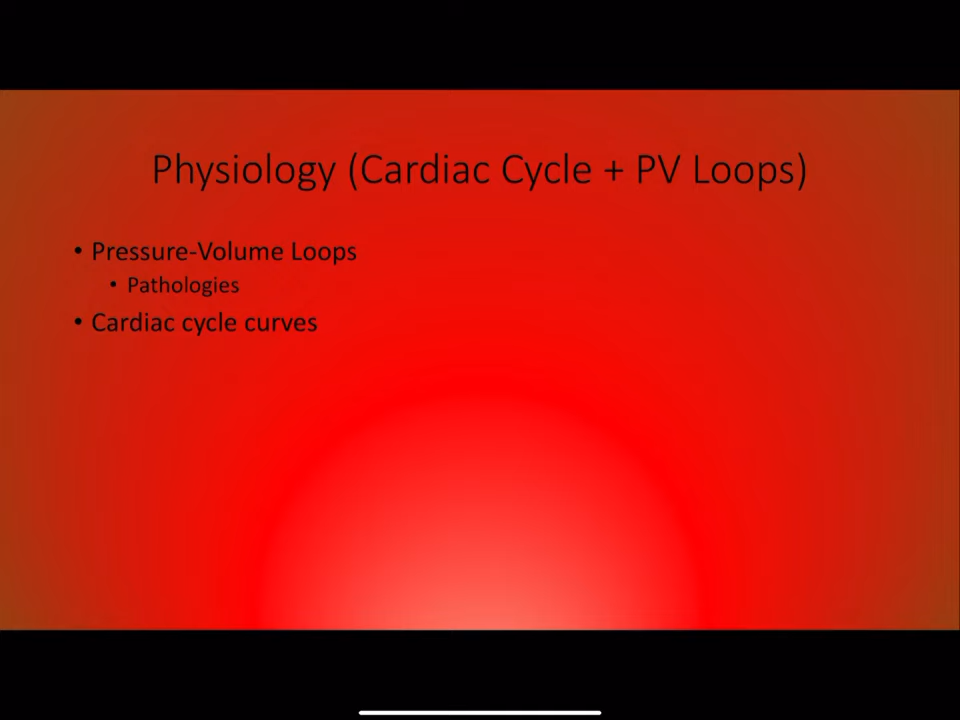 Physiology (Cardiac Cycle + PV Loops)
• Pressure-Volume Loops
• Pathologies
• Cardiac cycle curves